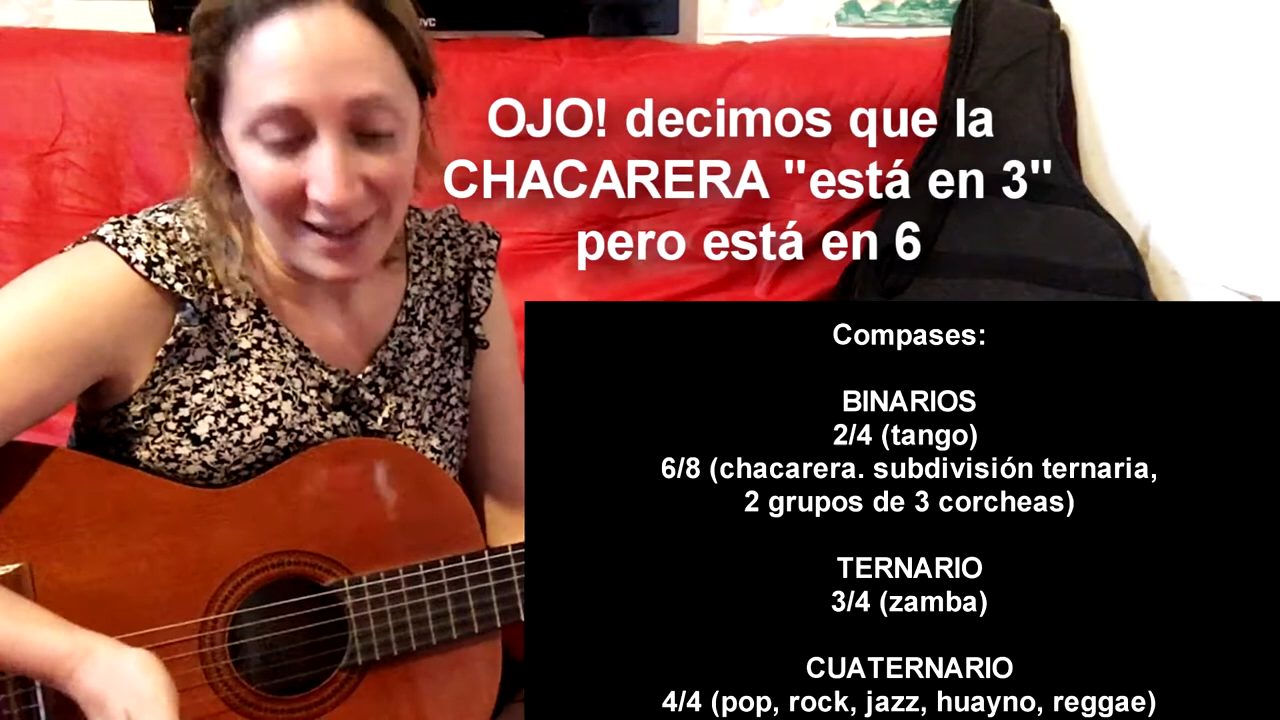 JVC
OJO! decimos que la
CHACARERA "está en 3"
pero está en 6
Compases:
BINARIOS
2/4 (tango)
6/8 (chacarera. subdivisión ternaria,
2 grupos de 3 corcheas)
TERNARIO
3/4 (zamba)
CUATERNARIO
4/4 (pop, rock, jazz, huayno, reggae)